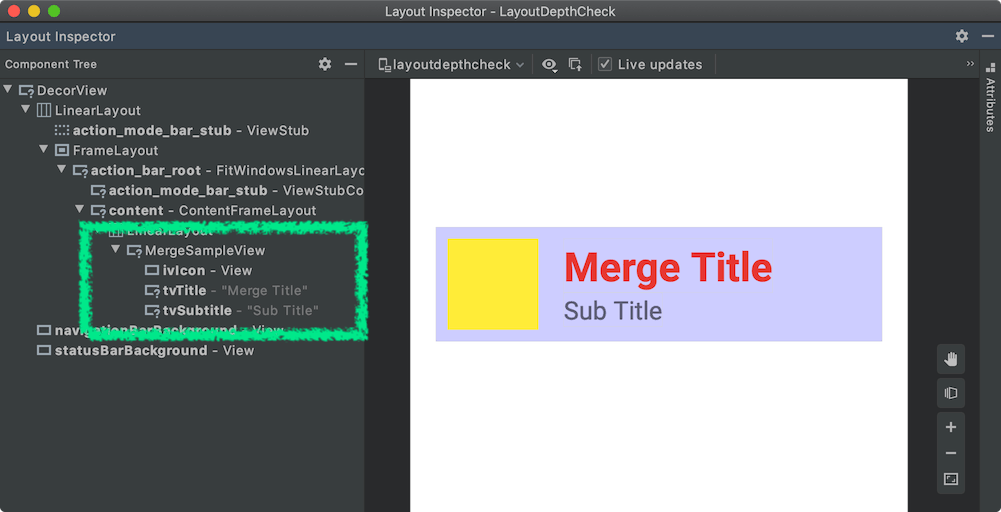 Layout Inspector - LayoutDepthCheck
Layout Inspector
Component Tree
layoutdepthcheck
Live updates
»
Attributes
DecorView
LinearLayout
action_mode_bar_stub - ViewStub
FrameLayout
action_bar_root - FitWindowsLinearLayo
action_mode_bar_stub - ViewStubCo
content - ContentFrameLayout
LinearLayout
MergeSampleView
ivIcon - View
tvTitle - "Merge Title"
tvSubtitle - "Sub Title"
navigationBarBackground - View
statusBarBackground - View
Merge Title
Sub Title